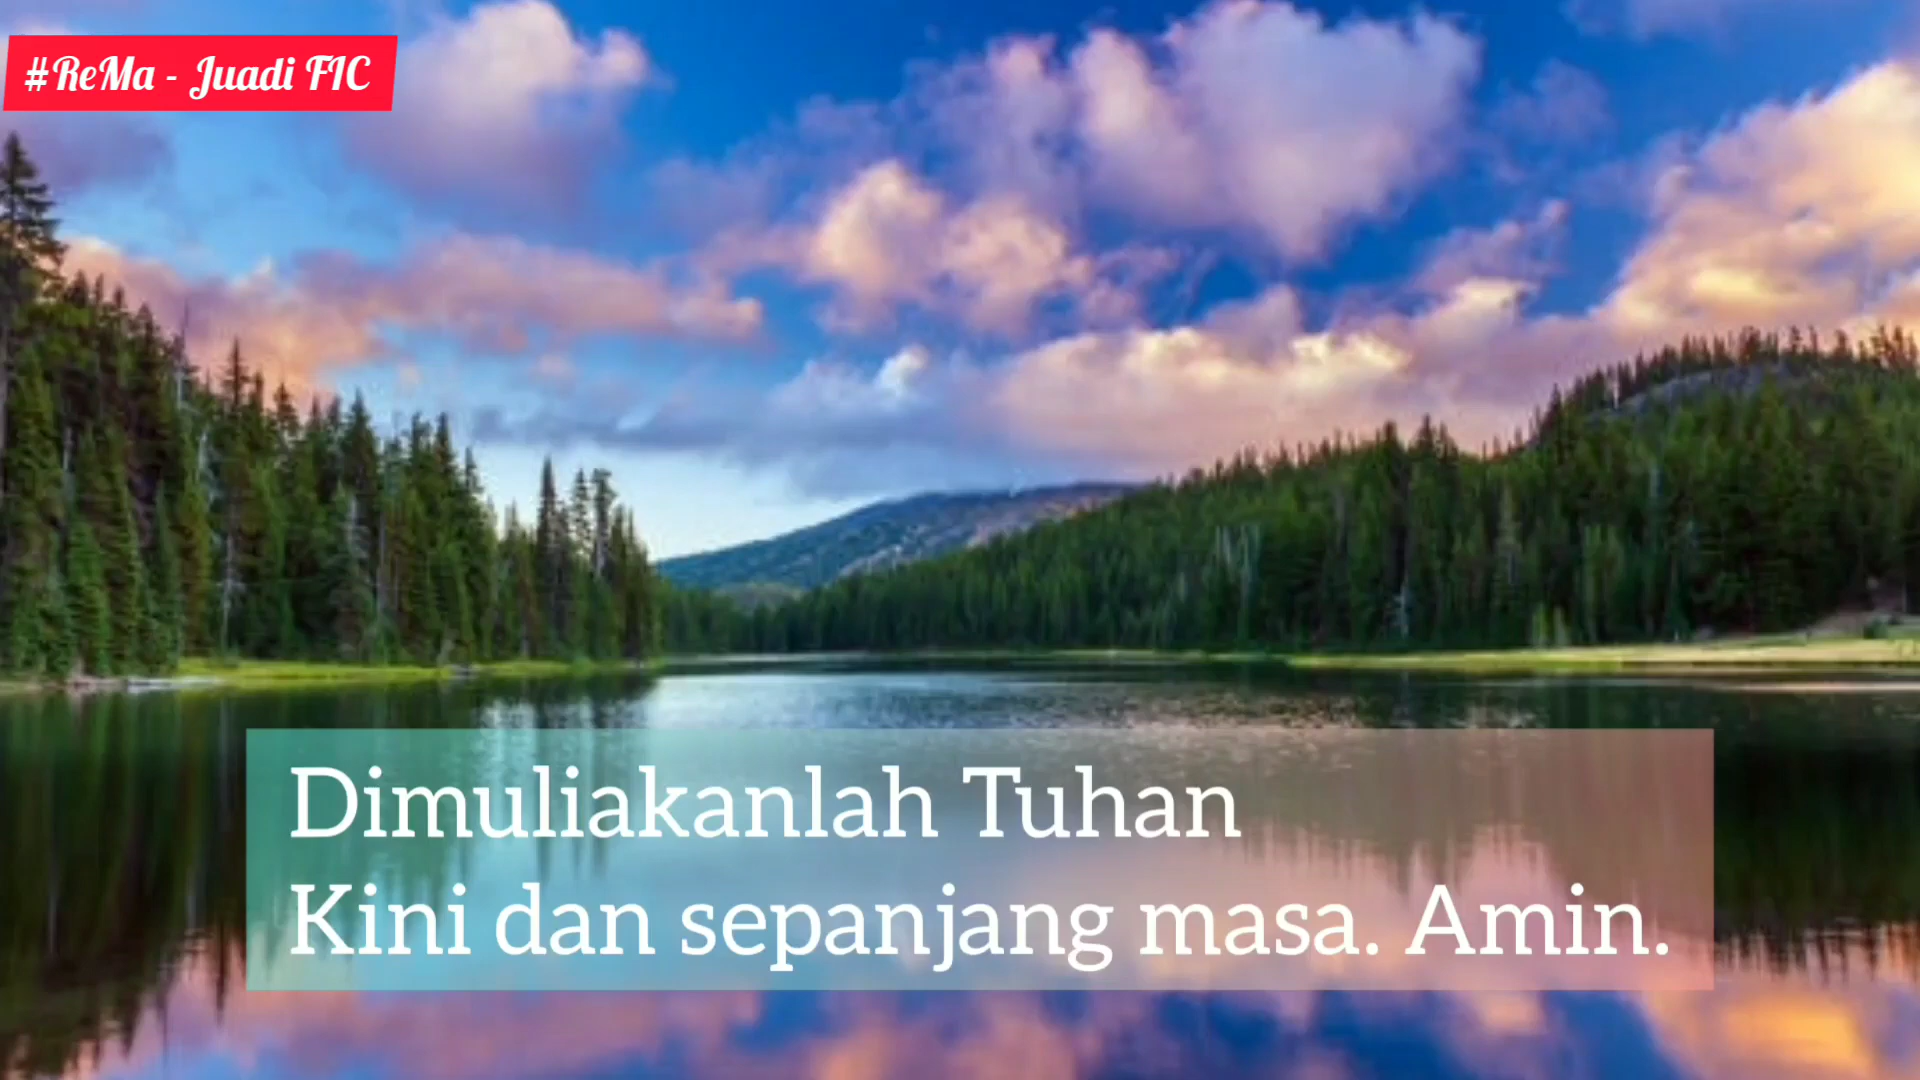 #ReMa - Juadi FIC
Dimuliakanlah Tuhan
Kini dan sepanjang masa. Amin.